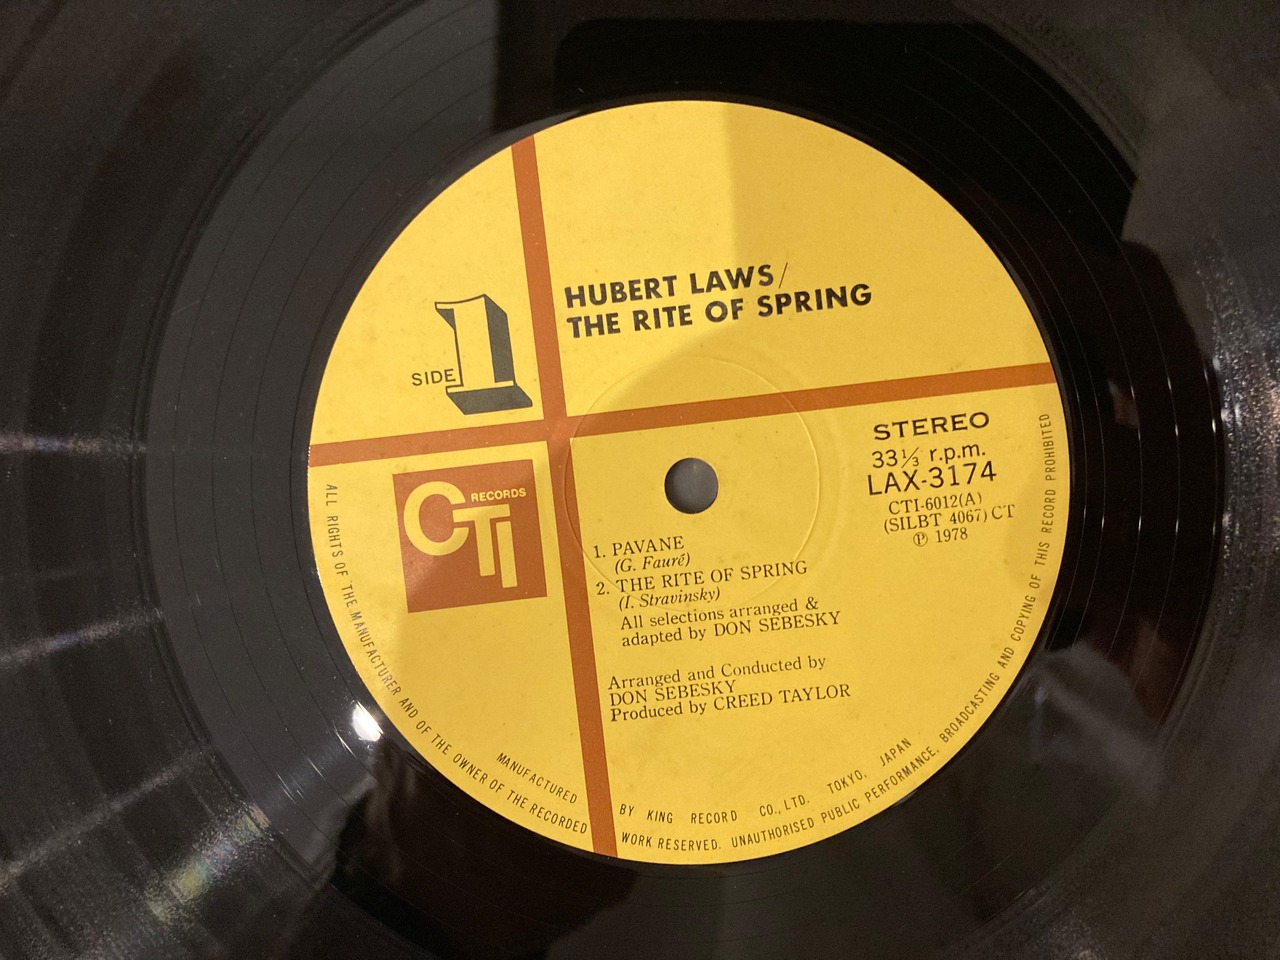 HUBERT LAWS/
THE RITE OF SPRING
SIDE 1
CTI RECORDS
STEREO
33⅓ r.p.m.
LAX-3174
CTI-6012(A)
(SILBT 4067) CT
℗ 1978
1. PAVANE
(G. Fauré)
2. THE RITE OF SPRING
(I. Stravinsky)
All selections arranged &
adapted by DON SEBESKY
Arranged and Conducted by
DON SEBESKY
Produced by CREED TAYLOR
MANUFACTURED BY KING RECORD CO., LTD. TOKYO, JAPAN
ALL RIGHTS OF THE MANUFACTURER AND OF THE OWNER OF THE RECORDED WORK RESERVED. UNAUTHORISED PUBLIC PERFORMANCE, BROADCASTING AND COPYING OF THIS RECORD PROHIBITED